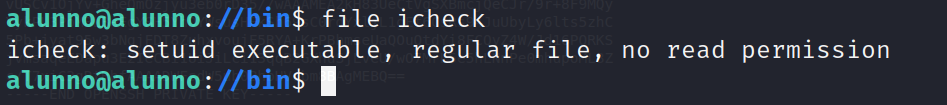 alunno@alunno://bin$ file icheck
icheck: setuid executable, regular file, no read permission
alunno@alunno://bin$